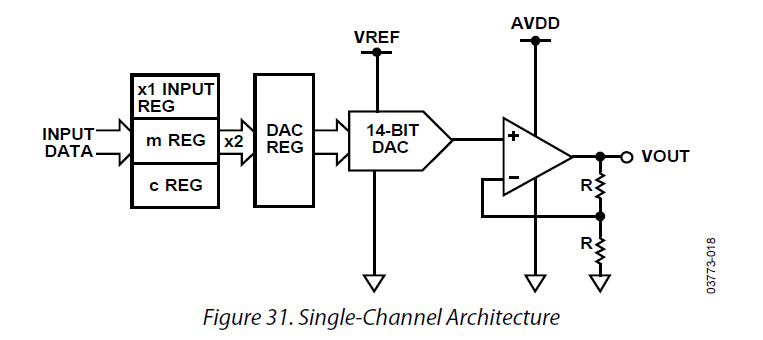 VREF
AVDD
x1 INPUT
REG
INPUT
DATA
m REG
x2
c REG
DAC
REG
14-BIT
DAC
+
−
VOUT
R
R
03773-018
Figure 31. Single-Channel Architecture